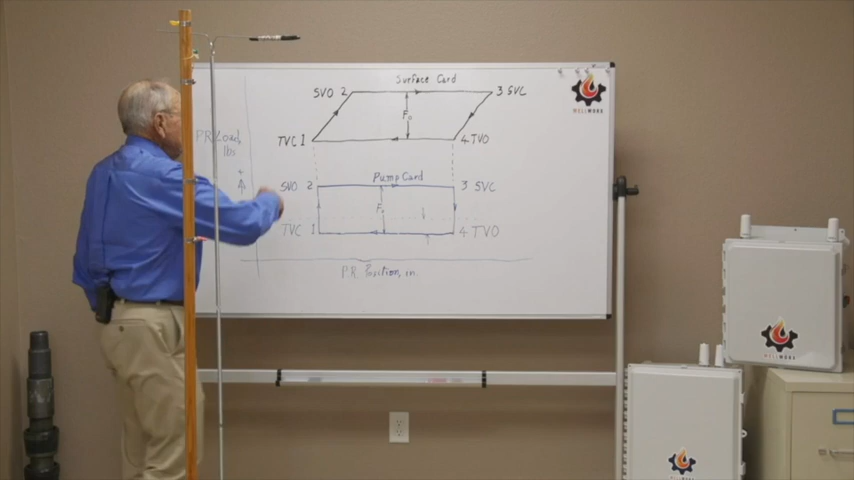 Surface Card
SVO 2
3 SVC
Fo
TVC 1
4 TVO
PR Load,
lbs
+
Pump Card
SVO 2
3 SVC
TVC 1
4 TVO
P.R. Position, in.
WELLWORX
WELLWORX